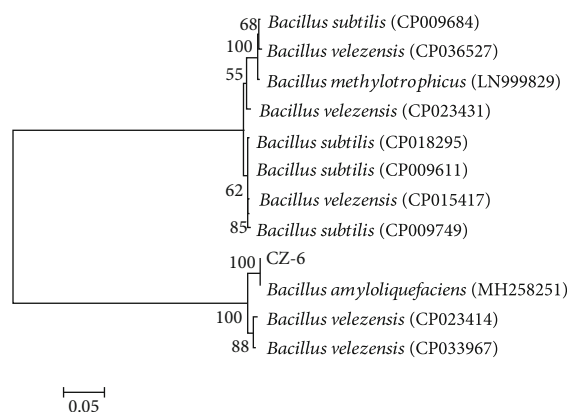 68
Bacillus subtilis (CP009684)
100
Bacillus velezensis (CP036527)
55
Bacillus methylotrophicus (LN999829)
Bacillus velezensis (CP023431)
Bacillus subtilis (CP018295)
Bacillus subtilis (CP009611)
62
Bacillus velezensis (CP015417)
85
Bacillus subtilis (CP009749)
100
CZ-6
Bacillus amyloliquefaciens (MH258251)
100
Bacillus velezensis (CP023414)
88
Bacillus velezensis (CP033967)
0.05